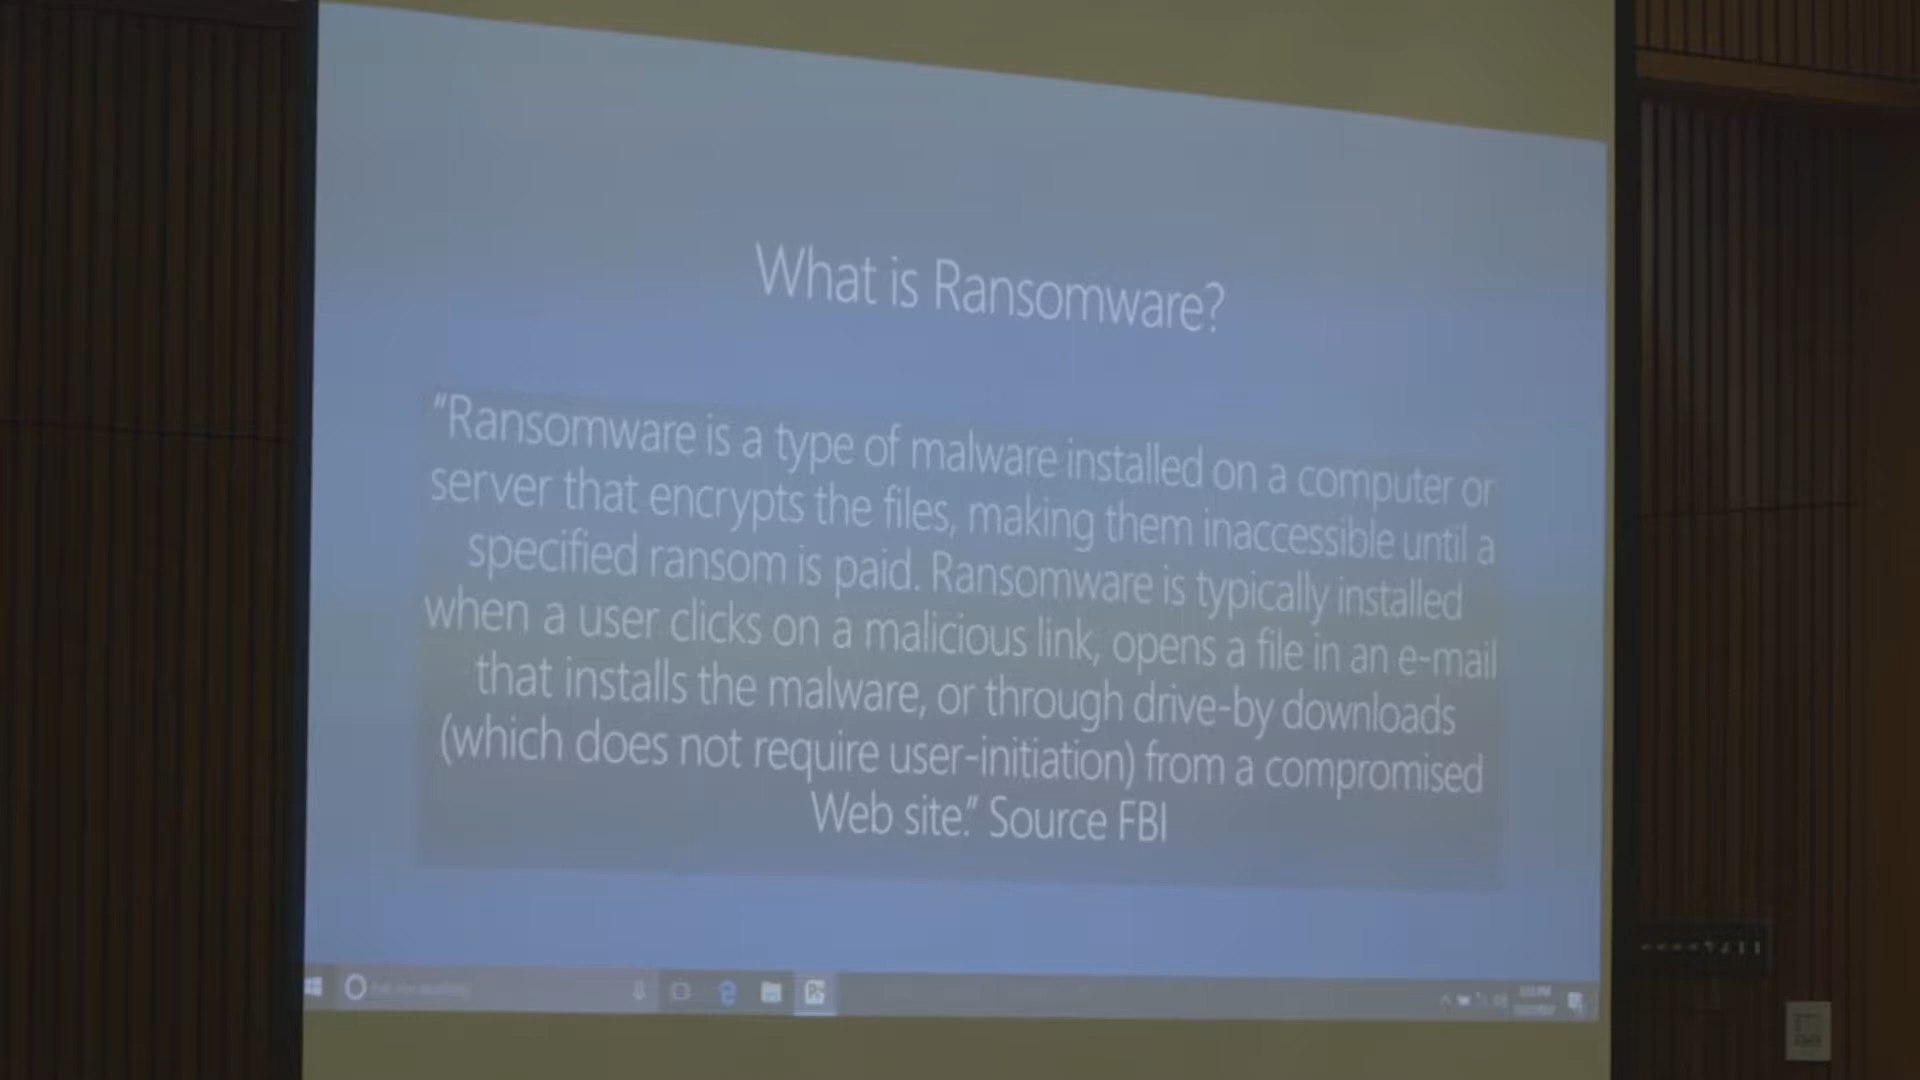 What is Ransomware?
"Ransomware is a type of malware installed on a computer or
server that encrypts the files, making them inaccessible until a
specified ransom is paid. Ransomware is typically installed
when a user clicks on a malicious link, opens a file in an e-mail
that installs the malware, or through drive-by downloads
(which does not require user-initiation) from a compromised
Web site." Source FBI